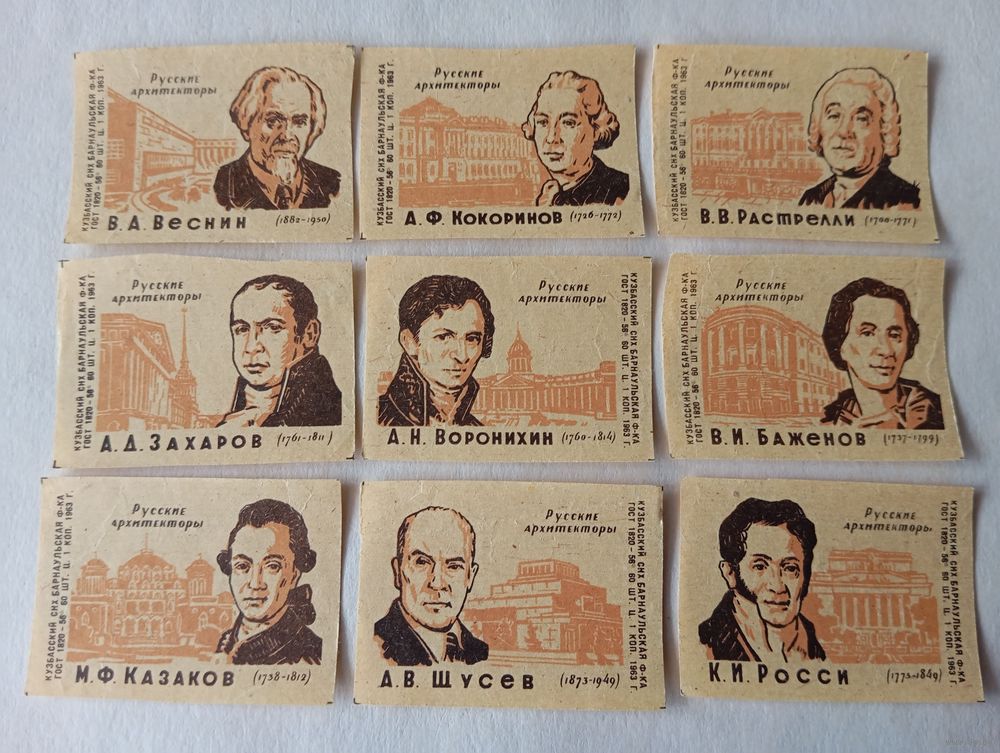 Русские
архитекторы
КУЗБАССКИЙ СНХ БАРНАУЛЬСКАЯ Ф-КА
ГОСТ 1820-56° 60 ШТ. Ц. 1 КОП. 1963 Г.
В.А. Веснин (1882-1950)
Русские
архитекторы
КУЗБАССКИЙ СНХ БАРНАУЛЬСКАЯ Ф-КА
ГОСТ 1820-56° 60 ШТ. Ц. 1 КОП. 1963 Г.
А.Ф. Кокоринов (1726-1772)
Русские
архитекторы
КУЗБАССКИЙ СНХ БАРНАУЛЬСКАЯ Ф-КА
ГОСТ 1820-56° 60 ШТ. Ц. 1 КОП. 1963 Г.
В.В. Растрелли (1700-1771)
Русские
архитекторы
КУЗБАССКИЙ СНХ БАРНАУЛЬСКАЯ Ф-КА
ГОСТ 1820-56° 60 ШТ. Ц. 1 КОП. 1963 Г.
А.Д. Захаров (1761-1811)
Русские
архитекторы
КУЗБАССКИЙ СНХ БАРНАУЛЬСКАЯ Ф-КА
ГОСТ 1820-56° 60 ШТ. Ц. 1 КОП. 1963 Г.
А.Н. Воронихин (1760-1814)
Русские
архитекторы
КУЗБАССКИЙ СНХ БАРНАУЛЬСКАЯ Ф-КА
ГОСТ 1820-56° 60 ШТ. Ц. 1 КОП. 1963 Г.
В.И. Баженов (1737-1799)
Русские
архитекторы
КУЗБАССКИЙ СНХ БАРНАУЛЬСКАЯ Ф-КА
ГОСТ 1820-56° 60 ШТ. Ц. 1 КОП. 1963 Г.
М.Ф. Казаков (1738-1812)
Русские
архитекторы
КУЗБАССКИЙ СНХ БАРНАУЛЬСКАЯ Ф-КА
ГОСТ 1820-56° 60 ШТ. Ц. 1 КОП. 1963 Г.
А.В. Щусев (1873-1949)
Русские
архитекторы
КУЗБАССКИЙ СНХ БАРНАУЛЬСКАЯ Ф-КА
ГОСТ 1820-56° 60 ШТ. Ц. 1 КОП. 1963 Г.
К.И. Росси (1775-1849)